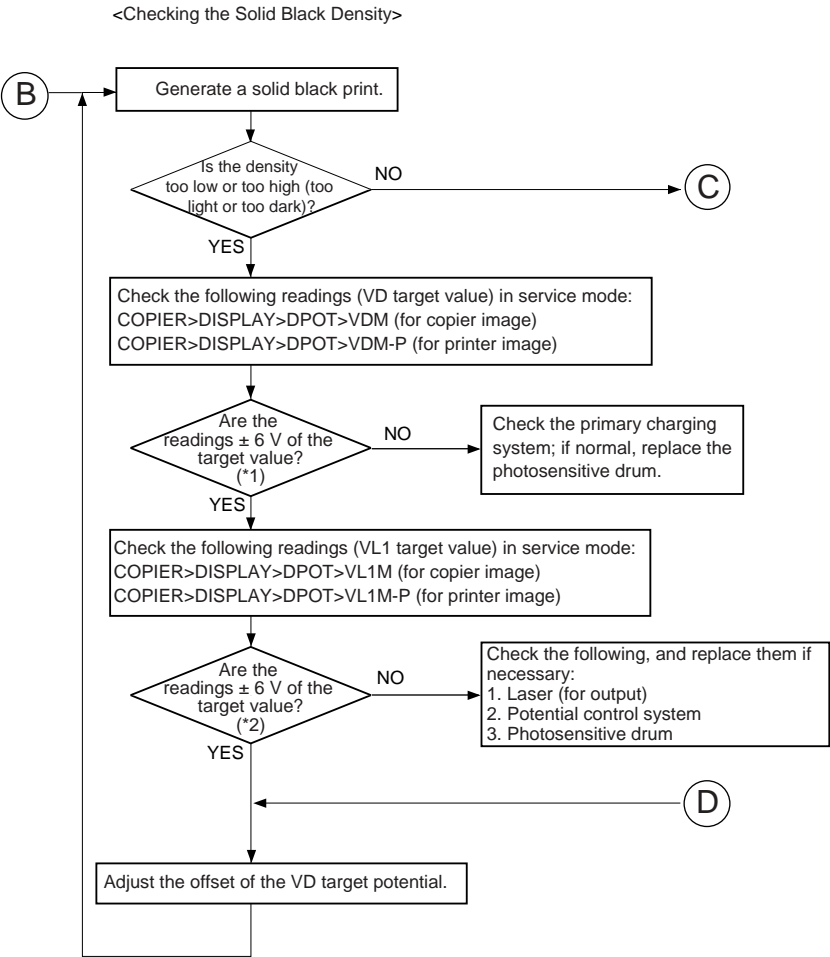 <Checking the Solid Black Density>
B
Generate a solid black print.
Is the density
too low or too high (too
light or too dark)?
NO
C
YES
Check the following readings (VD target value) in service mode:
COPIER>DISPLAY>DPOT>VDM (for copier image)
COPIER>DISPLAY>DPOT>VDM-P (for printer image)
Are the
readings ± 6 V of the
target value?
(*1)
NO
Check the primary charging
system; if normal, replace the
photosensitive drum.
YES
Check the following readings (VL1 target value) in service mode:
COPIER>DISPLAY>DPOT>VL1M (for copier image)
COPIER>DISPLAY>DPOT>VL1M-P (for printer image)
Are the
readings ± 6 V of the
target value?
(*2)
NO
Check the following, and replace them if
necessary:
1. Laser (for output)
2. Potential control system
3. Photosensitive drum
YES
D
Adjust the offset of the VD target potential.